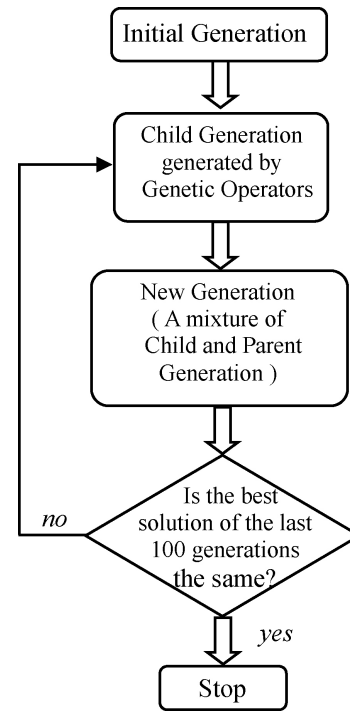 Initial Generation
Child Generation
generated by
Genetic Operators
New Generation
( A mixture of
Child and Parent
Generation )
Is the best
solution of the last
100 generations
the same?
no
yes
Stop